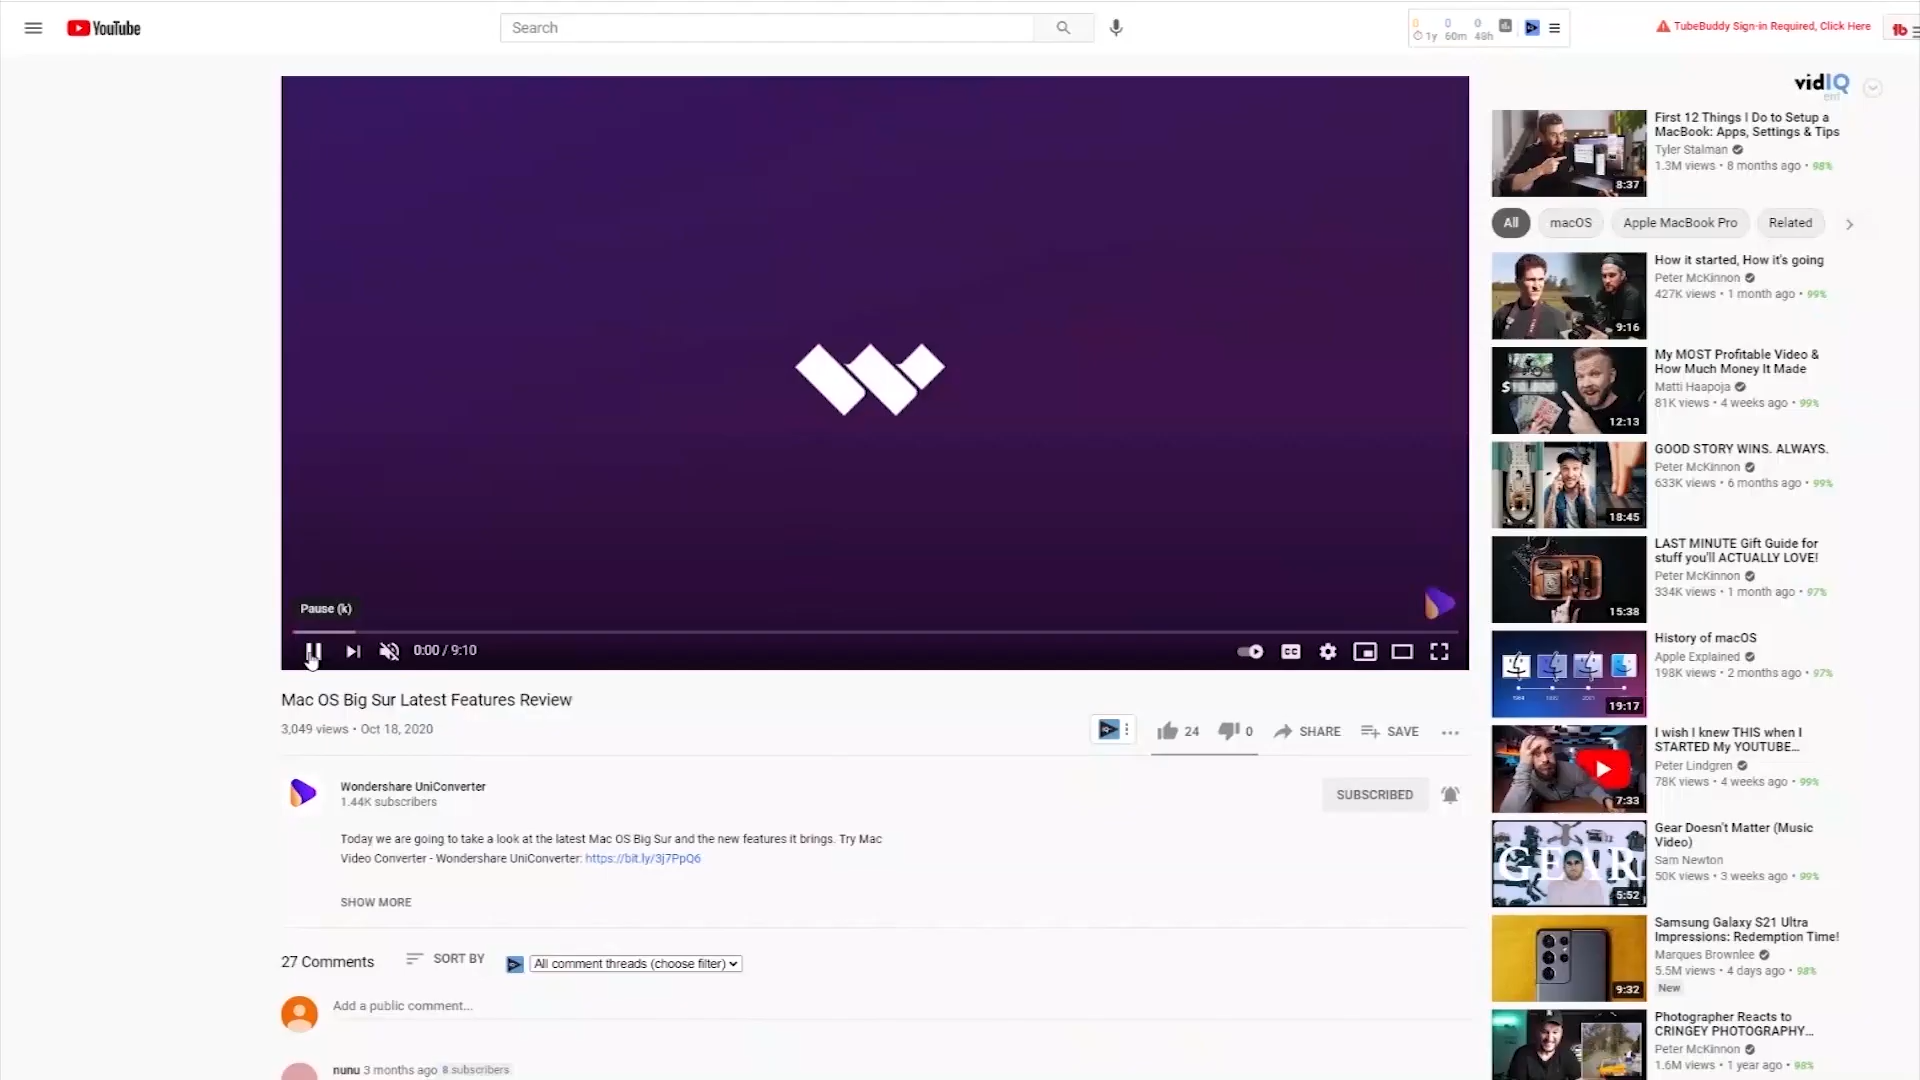 YouTube
Search
0 0 0
1y 60m 48h
TubeBuddy Sign-in Required, Click Here
tb
vidIQ
Pause (k)
0:00 / 9:10
CC
Mac OS Big Sur Latest Features Review
3,049 views • Oct 18, 2020
24
0
SHARE
SAVE
Wondershare UniConverter
1.44K subscribers
SUBSCRIBED
Today we are going to take a look at the latest Mac OS Big Sur and the new features it brings. Try Mac
Video Converter - Wondershare UniConverter: https://bit.ly/3j7PpQ6
SHOW MORE
27 Comments
SORT BY
All comment threads (choose filter)
Add a public comment...
nunu 3 months ago 8 subscribers
8:37
First 12 Things I Do to Setup a
MacBook: Apps, Settings & Tips
Tyler Stalman
1.3M views • 8 months ago • 98%
All
macOS
Apple MacBook Pro
Related
9:16
How it started, How it's going
Peter McKinnon
427K views • 1 month ago • 99%
$
12:13
My MOST Profitable Video &
How Much Money It Made
Matti Haapoja
81K views • 4 weeks ago • 99%
18:45
GOOD STORY WINS. ALWAYS.
Peter McKinnon
633K views • 6 months ago • 99%
15:38
LAST MINUTE Gift Guide for
stuff you'll ACTUALLY LOVE!
Peter McKinnon
334K views • 1 month ago • 97%
19:17
History of macOS
Apple Explained
198K views • 2 months ago • 97%
7:33
I wish I knew THIS when I
STARTED My YOUTUBE...
Peter Lindgren
78K views • 4 weeks ago • 99%
GEAR
5:52
Gear Doesn't Matter (Music
Video)
Sam Newton
50K views • 3 weeks ago • 99%
9:32
Samsung Galaxy S21 Ultra
Impressions: Redemption Time!
Marques Brownlee
5.5M views • 4 days ago • 98%
New
Photographer Reacts to
CRINGEY PHOTOGRAPHY...
Peter McKinnon
1.6M views • 1 year ago • 98%